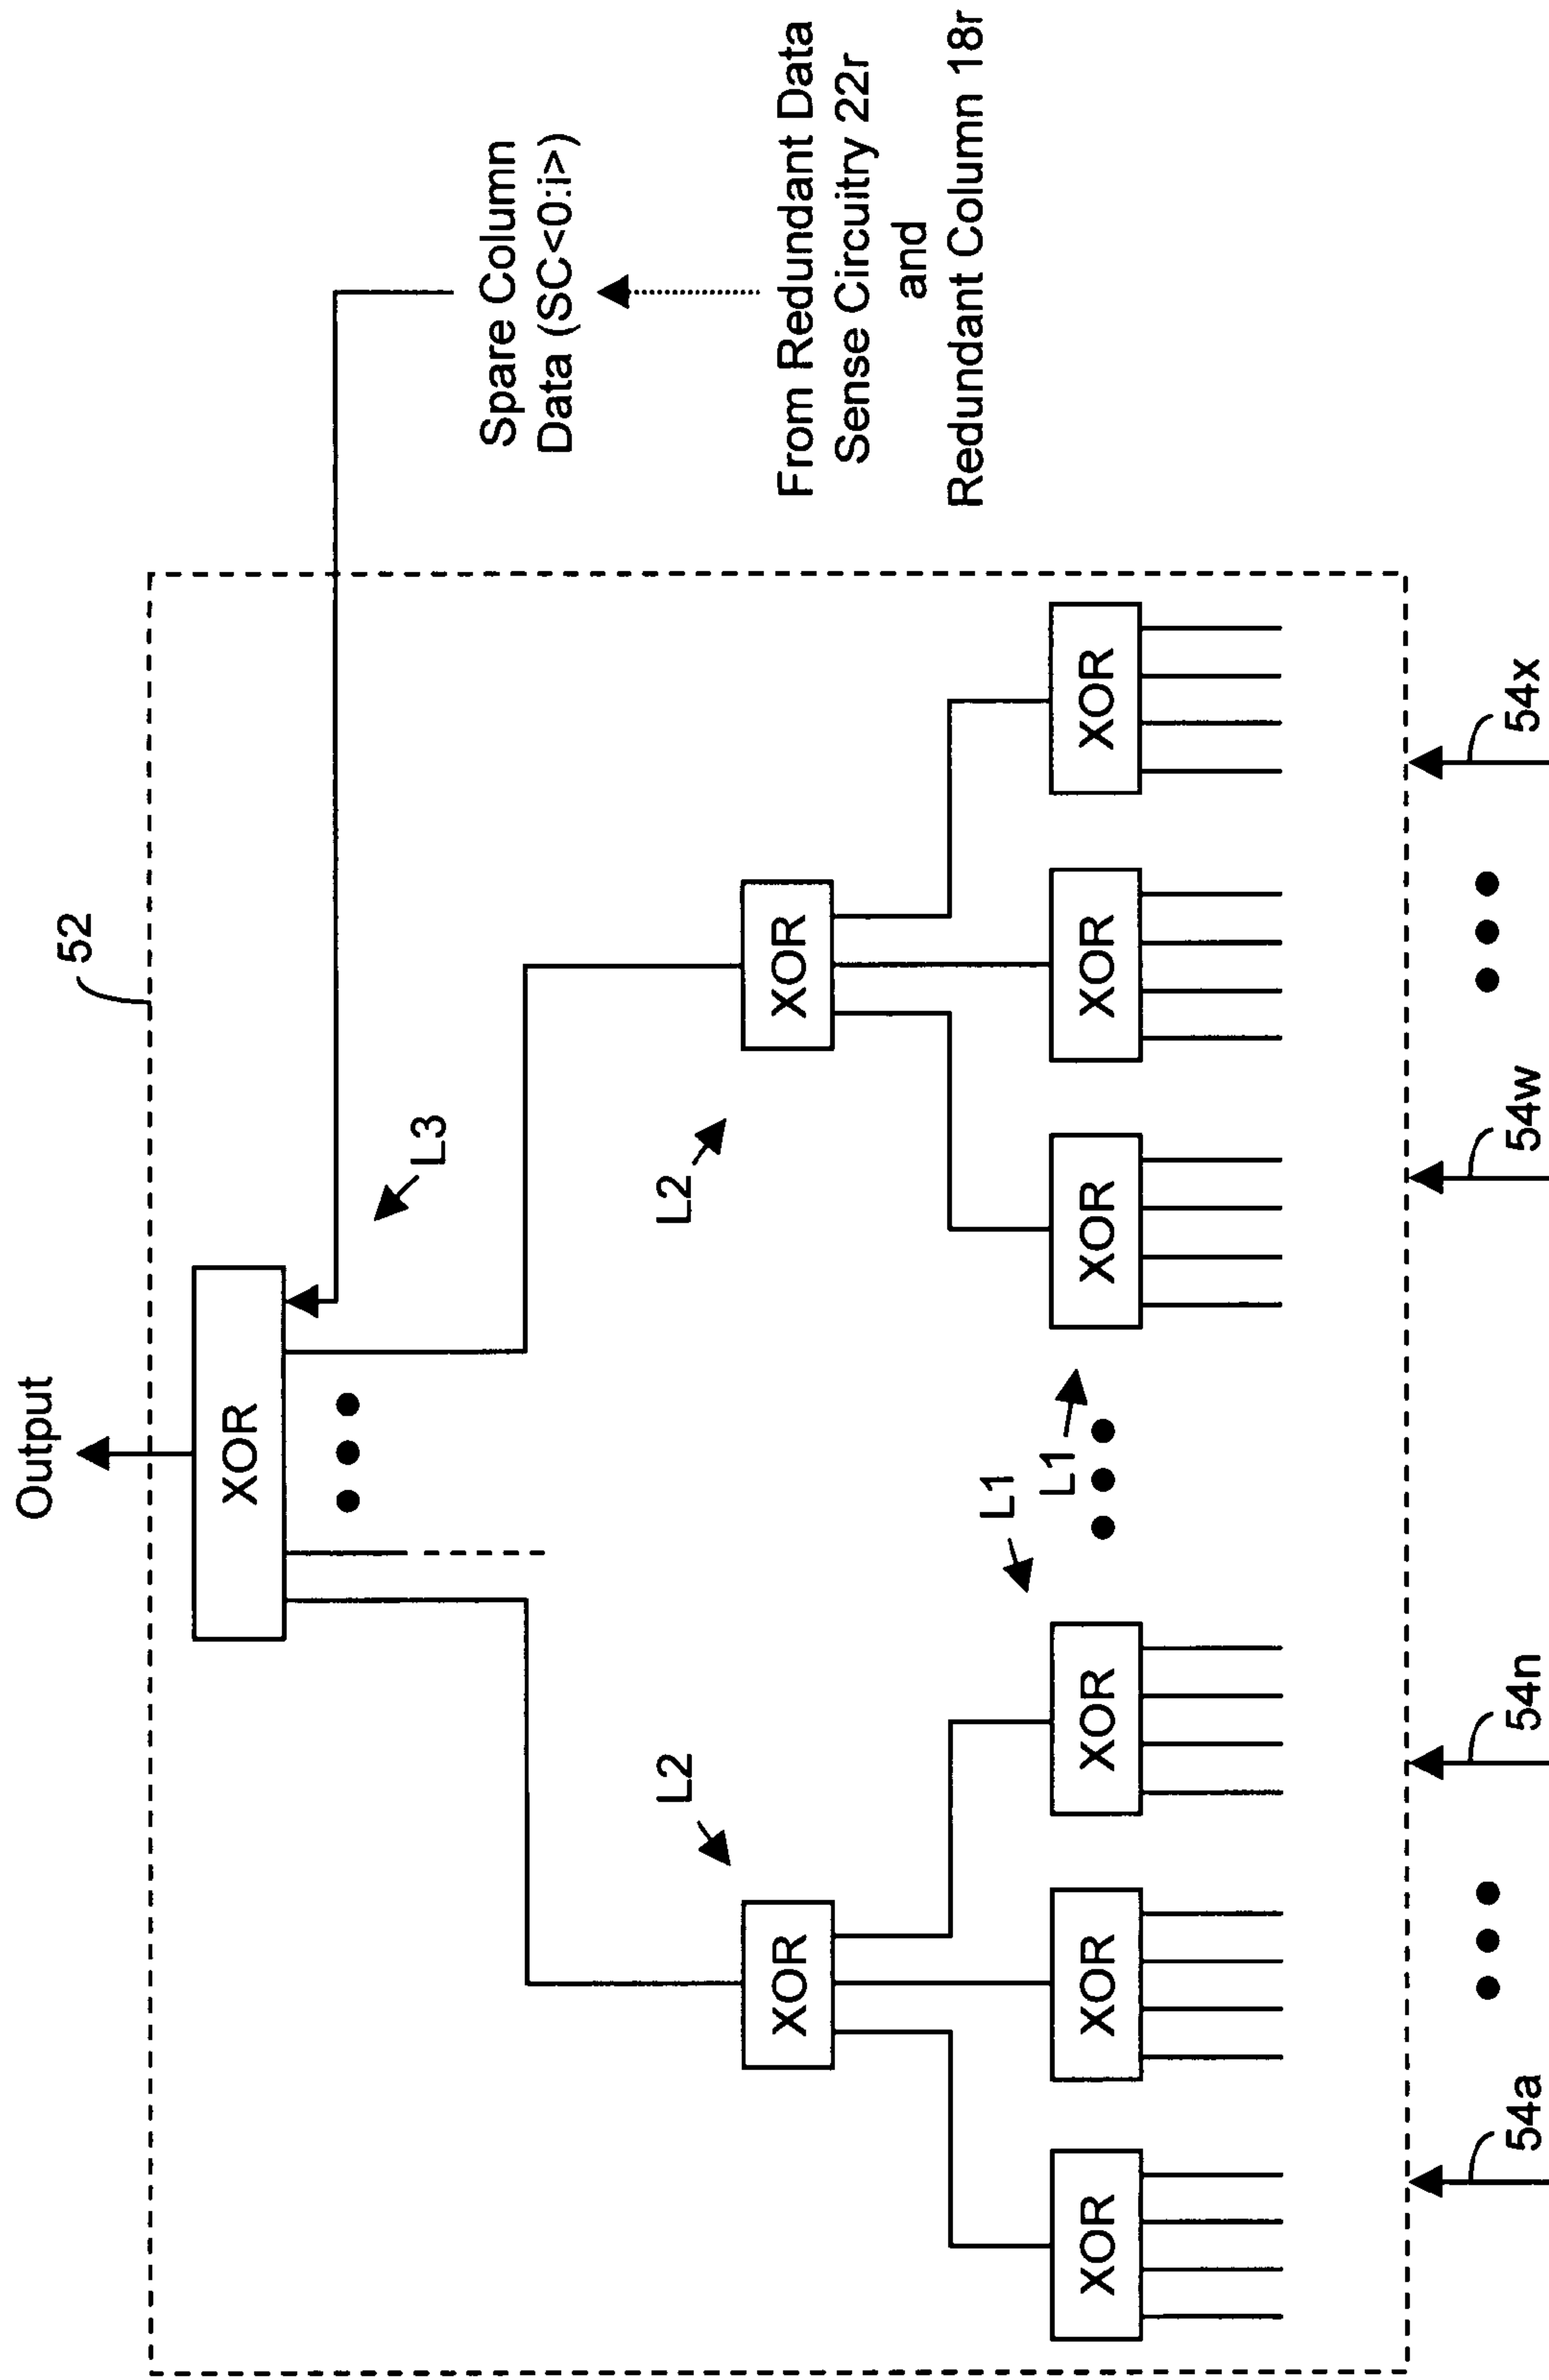 Output
52
XOR
L3
Spare Column
Data (SC<0:i>)
From Redundant Data
Sense Circuitry 22r
and
Redundant Column 18r
L2
L2
XOR
XOR
L1
L1
XOR
XOR
XOR
XOR
XOR
XOR
54a
54n
54w
54x